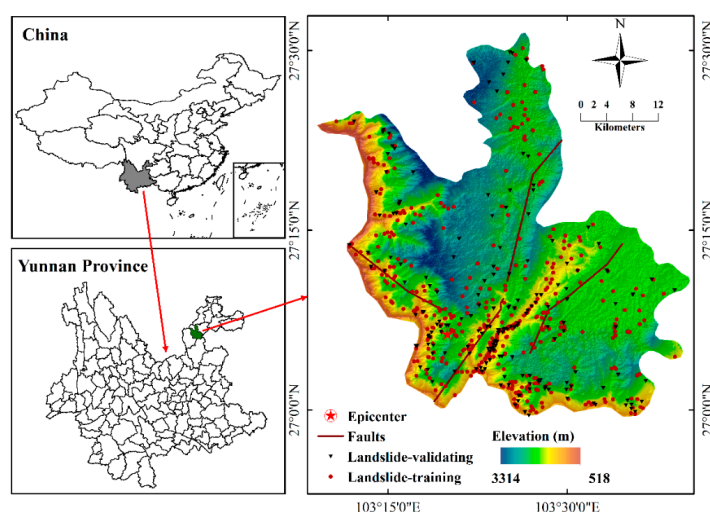 China
Yunnan Province
N
0 2 4 6 8 12
Kilometers
27°30'0"N
27°15'0"N
27°0'0"N
27°30'0"N
27°15'0"N
27°0'0"N
Epicenter
Faults
Landslide-validating
Landslide-training
Elevation (m)
3314 518
103°15'0"E
103°30'0"E